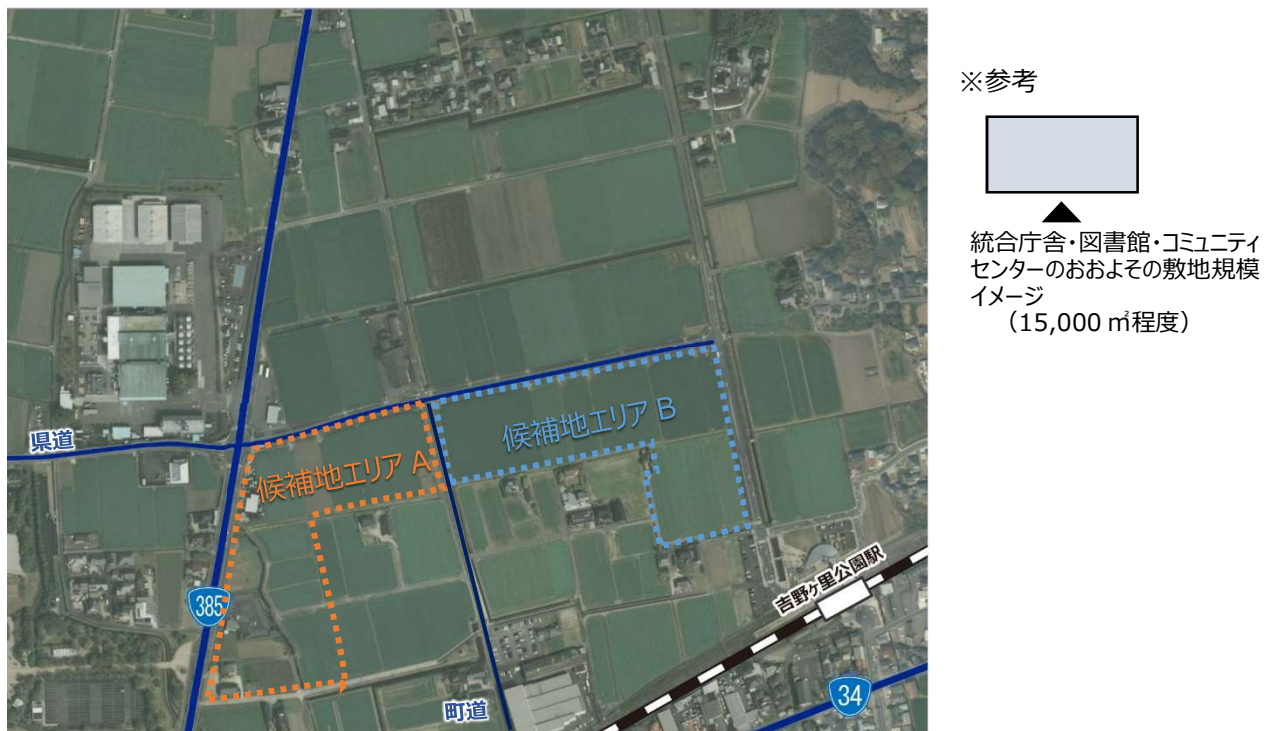 ※参考
統合庁舎・図書館・コミュニティ
センターのおおよその敷地規模
イメージ
（15,000 ㎡程度）
県道
候補地エリア A
候補地エリア B
385
吉野ヶ里公園駅
34
町道